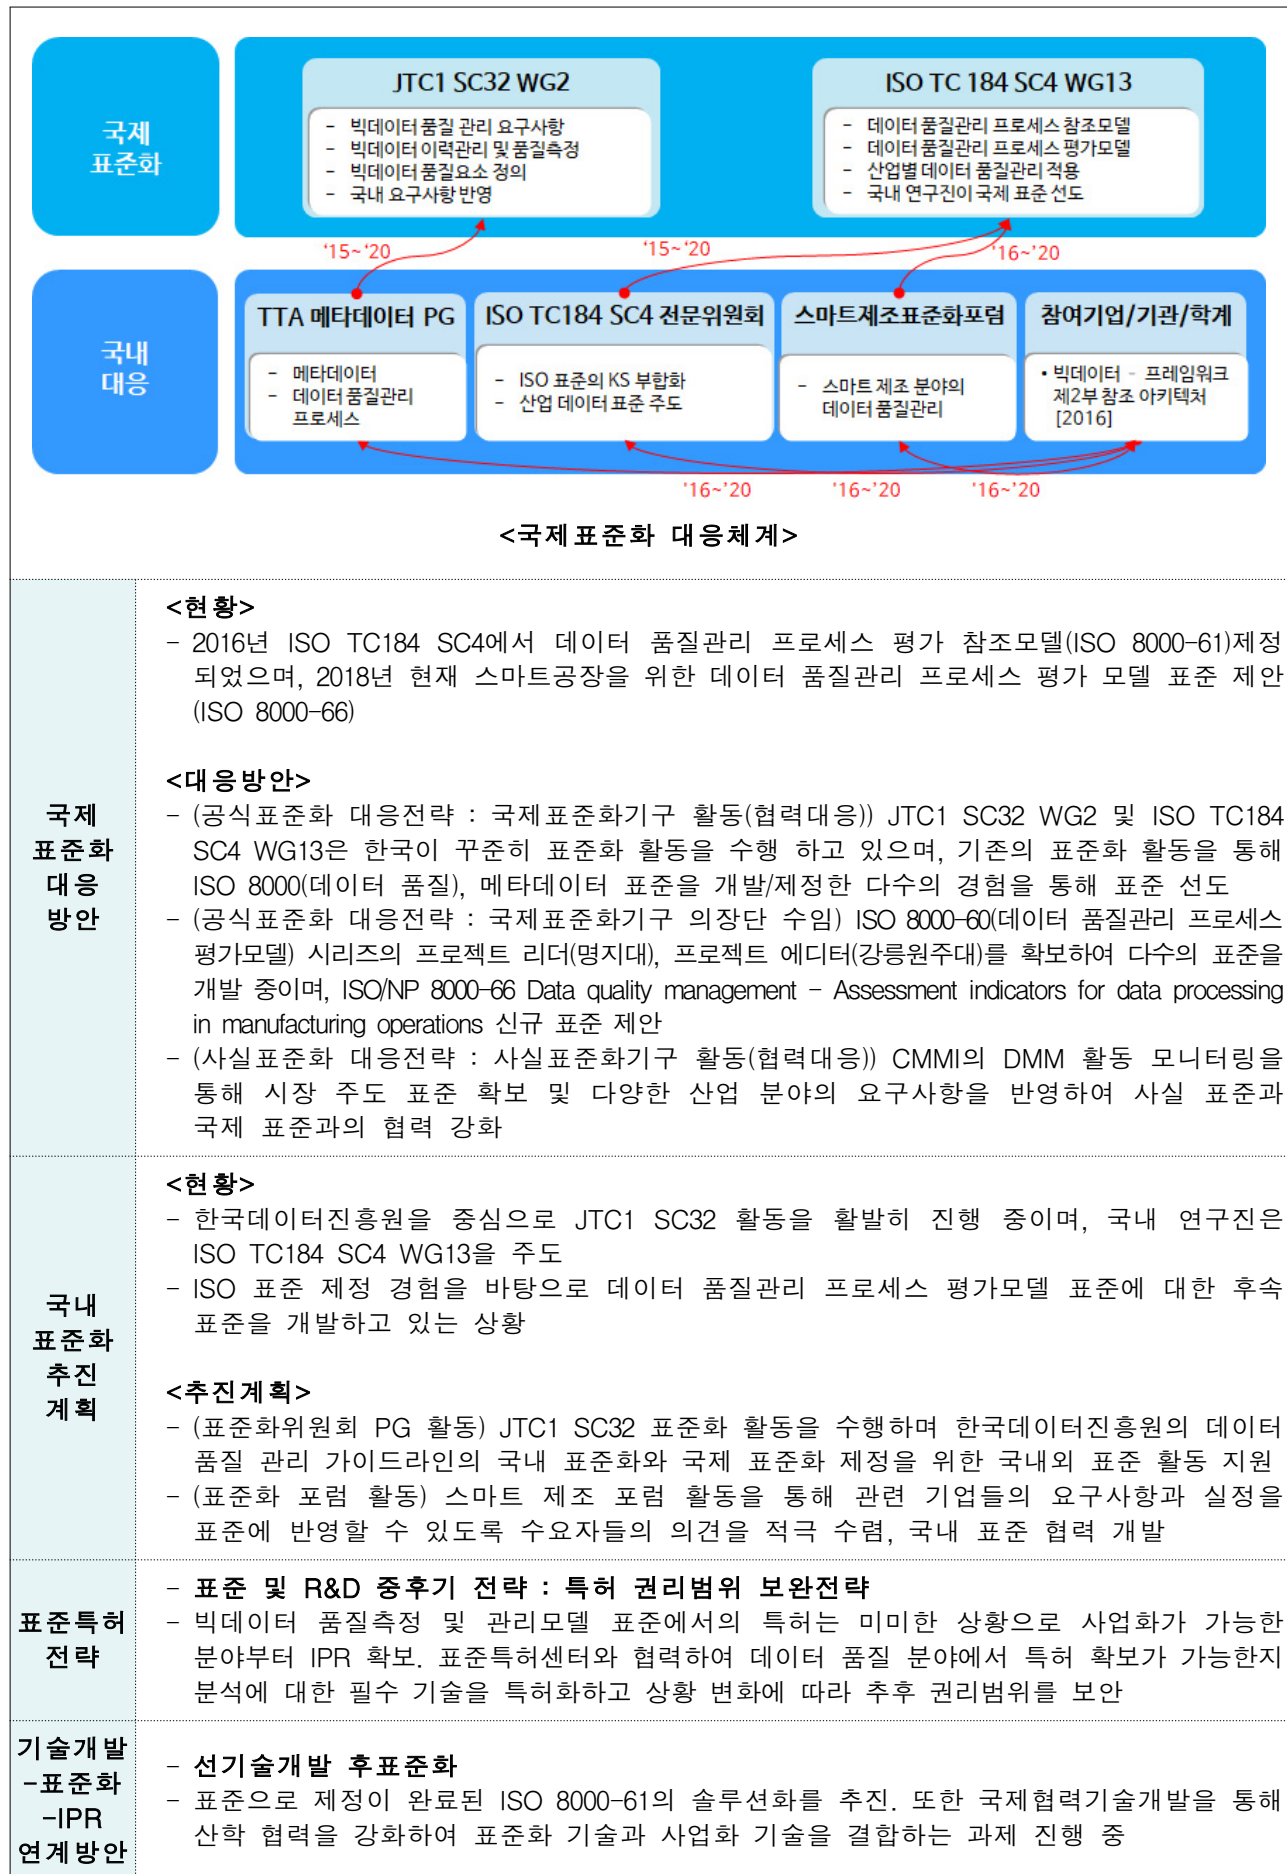 국제
표준화
JTC1 SC32 WG2
- 빅데이터 품질 관리 요구사항
- 빅데이터 이력관리 및 품질측정
- 빅데이터 품질요소 정의
- 국내 요구사항 반영
ISO TC 184 SC4 WG13
- 데이터 품질관리 프로세스 참조모델
- 데이터 품질관리 프로세스 평가모델
- 산업별 데이터 품질관리 적용
- 국내 연구진이 국제 표준 선도
'15~'20
'15~'20
'16~'20
국내
대응
TTA 메타데이터 PG
- 메타데이터
- 데이터 품질관리
프로세스
ISO TC184 SC4 전문위원회
- ISO 표준의 KS 부합화
- 산업 데이터 표준 주도
스마트제조표준화포럼
- 스마트 제조 분야의
데이터 품질관리
참여기업/기관/학계
• 빅데이터 - 프레임워크
제2부 참조 아키텍처
[2016]
'16~'20
'16~'20
'16~'20
<국제표준화 대응체계>
국제
표준화
대응
방안
<현황>
- 2016년 ISO TC184 SC4에서 데이터 품질관리 프로세스 평가 참조모델(ISO 8000-61)제정
되었으며, 2018년 현재 스마트공장을 위한 데이터 품질관리 프로세스 평가 모델 표준 제안
(ISO 8000-66)
<대응방안>
- (공식표준화 대응전략 : 국제표준화기구 활동(협력대응)) JTC1 SC32 WG2 및 ISO TC184
SC4 WG13은 한국이 꾸준히 표준화 활동을 수행 하고 있으며, 기존의 표준화 활동을 통해
ISO 8000(데이터 품질), 메타데이터 표준을 개발/제정한 다수의 경험을 통해 표준 선도
- (공식표준화 대응전략 : 국제표준화기구 의장단 수임) ISO 8000-60(데이터 품질관리 프로세스
평가모델) 시리즈의 프로젝트 리더(명지대), 프로젝트 에디터(강릉원주대)를 확보하여 다수의 표준을
개발 중이며, ISO/NP 8000-66 Data quality management - Assessment indicators for data processing
in manufacturing operations 신규 표준 제안
- (사실표준화 대응전략 : 사실표준화기구 활동(협력대응)) CMMI의 DMM 활동 모니터링을
통해 시장 주도 표준 확보 및 다양한 산업 분야의 요구사항을 반영하여 사실 표준과
국제 표준과의 협력 강화
국내
표준화
추진
계획
<현황>
- 한국데이터진흥원을 중심으로 JTC1 SC32 활동을 활발히 진행 중이며, 국내 연구진은
ISO TC184 SC4 WG13을 주도
- ISO 표준 제정 경험을 바탕으로 데이터 품질관리 프로세스 평가모델 표준에 대한 후속
표준을 개발하고 있는 상황
<추진계획>
- (표준화위원회 PG 활동) JTC1 SC32 표준화 활동을 수행하며 한국데이터진흥원의 데이터
품질 관리 가이드라인의 국내 표준화와 국제 표준화 제정을 위한 국내외 표준 활동 지원
- (표준화 포럼 활동) 스마트 제조 포럼 활동을 통해 관련 기업들의 요구사항과 실정을
표준에 반영할 수 있도록 수요자들의 의견을 적극 수렴, 국내 표준 협력 개발
표준특허
전략
- 표준 및 R&D 중후기 전략 : 특허 권리범위 보완전략
- 빅데이터 품질측정 및 관리모델 표준에서의 특허는 미미한 상황으로 사업화가 가능한
분야부터 IPR 확보. 표준특허센터와 협력하여 데이터 품질 분야에서 특허 확보가 가능한지
분석에 대한 필수 기술을 특허화하고 상황 변화에 따라 추후 권리범위를 보안
기술개발
-표준화
-IPR
연계방안
- 선기술개발 후표준화
- 표준으로 제정이 완료된 ISO 8000-61의 솔루션화를 추진. 또한 국제협력기술개발을 통해
산학 협력을 강화하여 표준화 기술과 사업화 기술을 결합하는 과제 진행 중